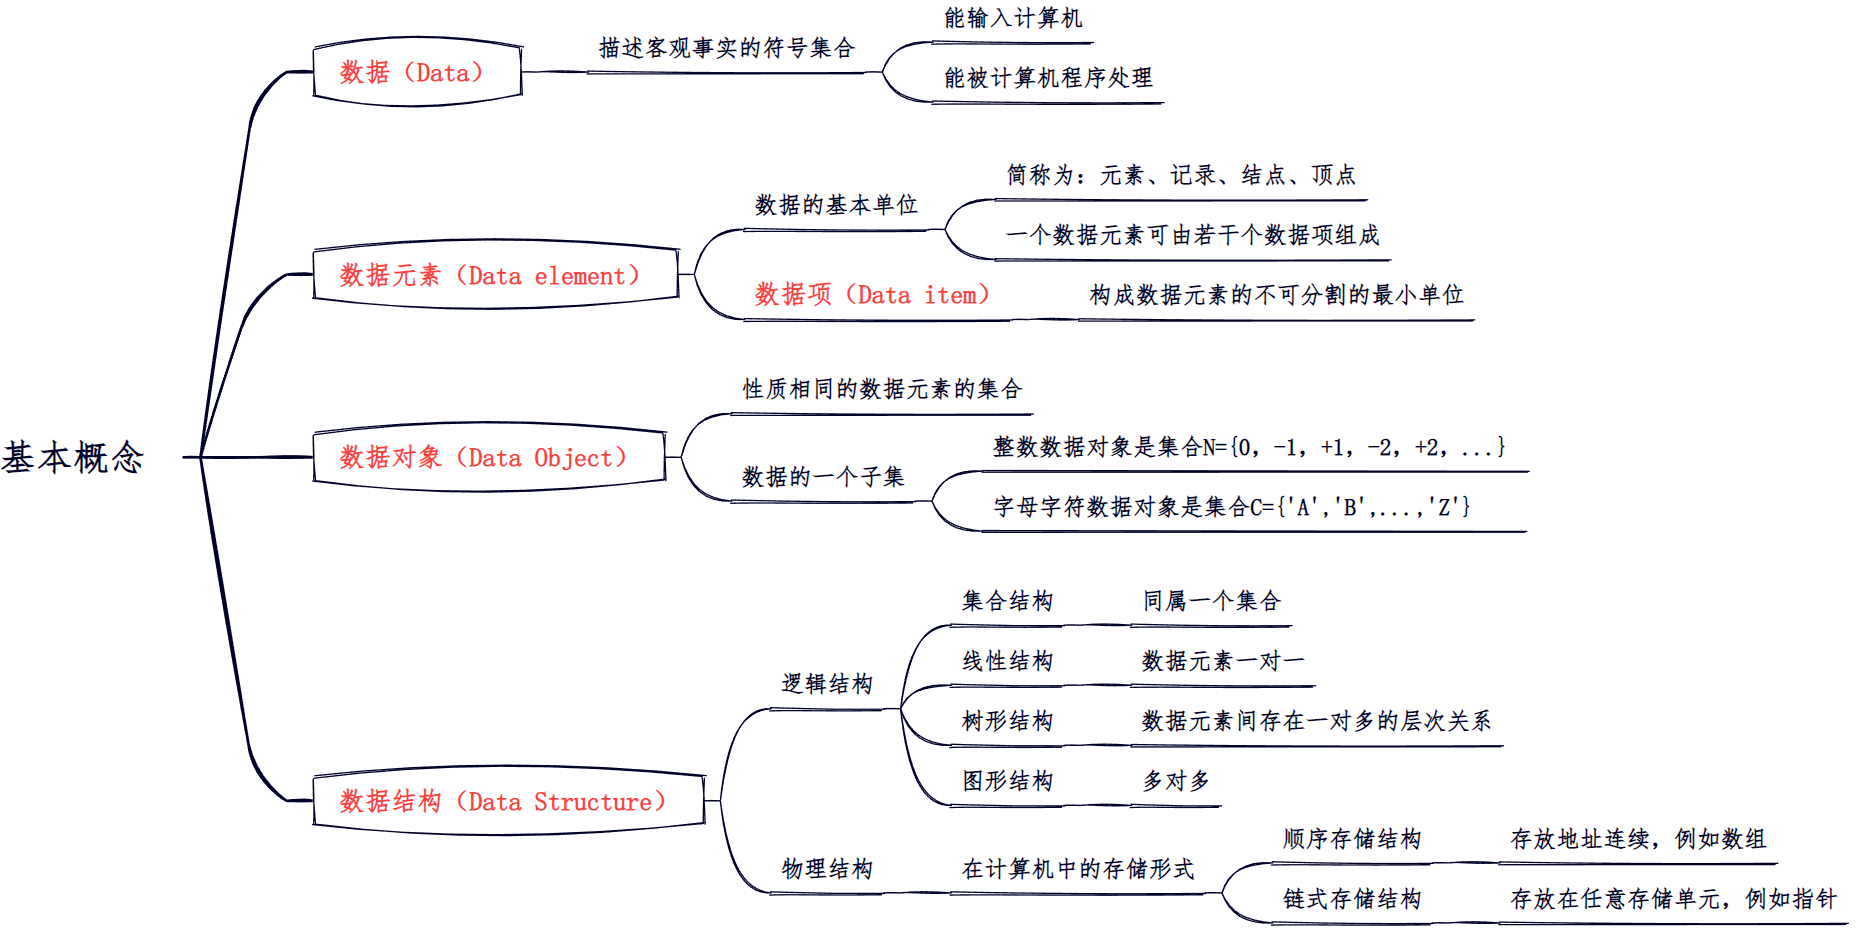 基本概念
数据（Data）
描述客观事实的符号集合
能输入计算机
能被计算机程序处理
数据元素（Data element）
数据的基本单位
简称为：元素、记录、结点、顶点
一个数据元素可由若干个数据项组成
数据项（Data item）
构成数据元素的不可分割的最小单位
数据对象（Data Object）
性质相同的数据元素的集合
数据的一个子集
整数数据对象是集合N={0，-1，+1，-2，+2，...}
字母字符数据对象是集合C={'A','B',...,'Z'}
数据结构（Data Structure）
逻辑结构
集合结构
同属一个集合
线性结构
数据元素一对一
树形结构
数据元素间存在一对多的层次关系
图形结构
多对多
物理结构
在计算机中的存储形式
顺序存储结构
存放地址连续，例如数组
链式存储结构
存放在任意存储单元，例如指针